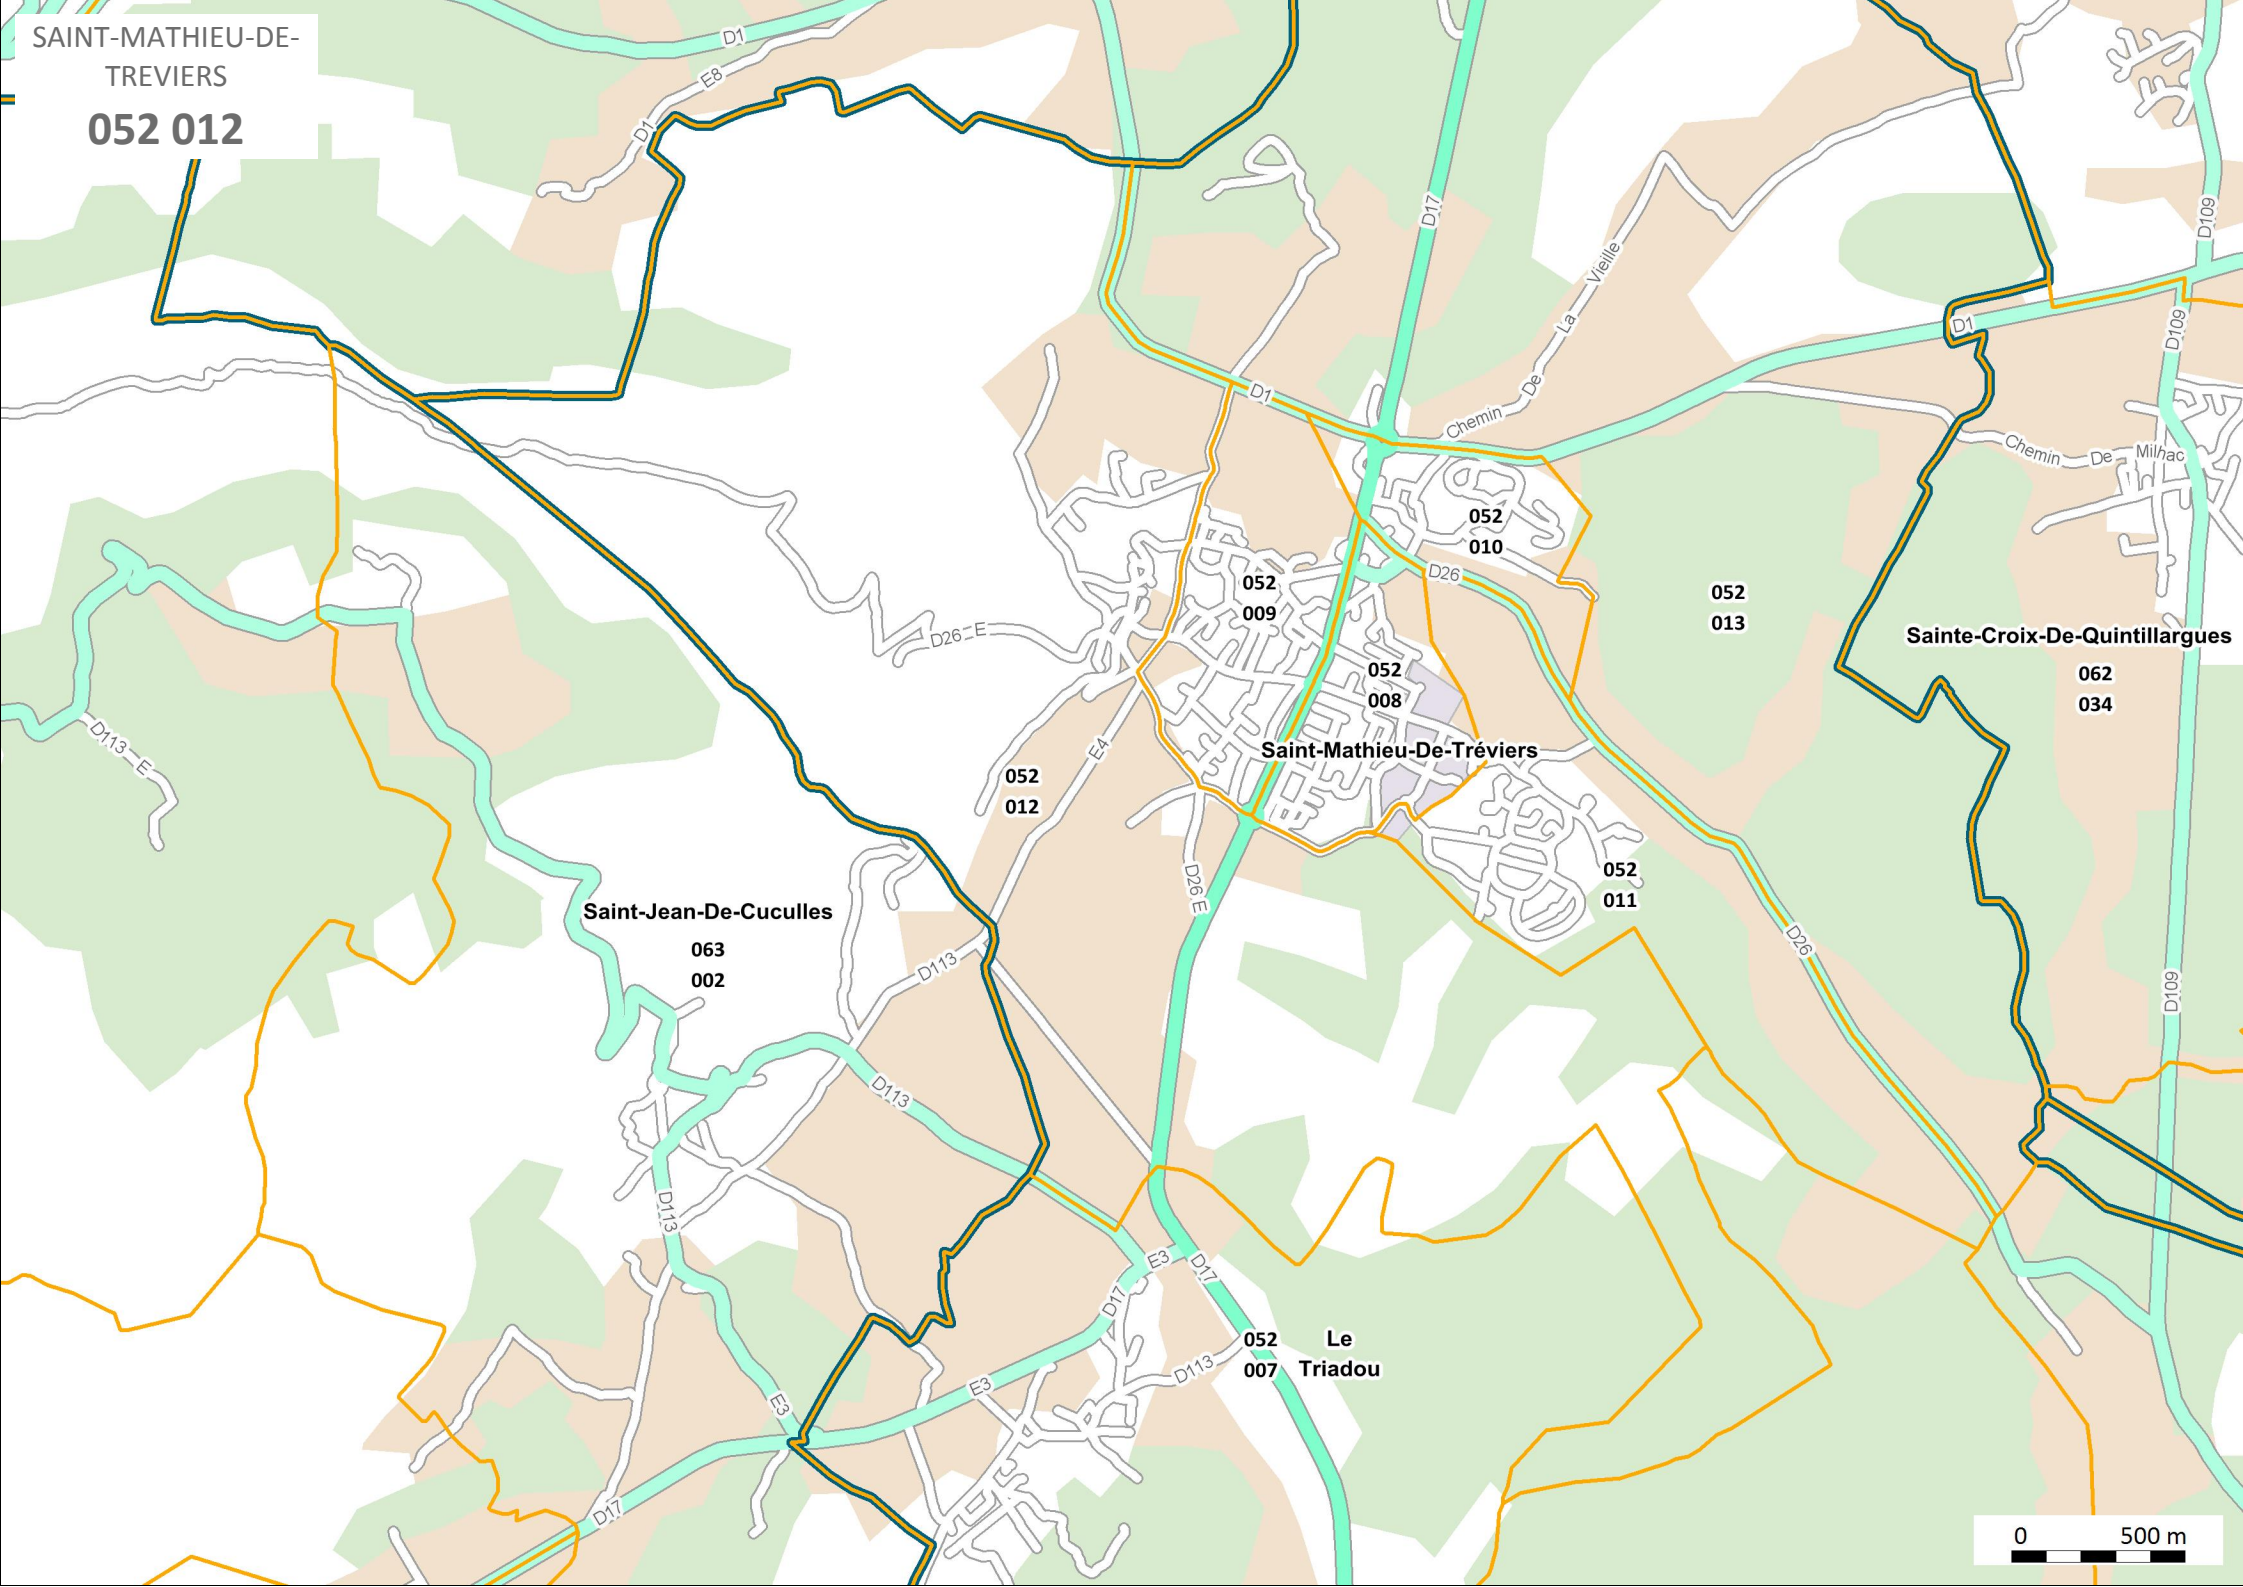 SAINT-MATHIEU-DE-
TREVIERS
052 012
D1
E8
D1
D17
D109
Chemin De La Vieille
D1
D1
D109
Chemin De Milhac
052
010
D26
052
009
052
013
D26 E
Sainte-Croix-De-Quintillargues
062
034
052
008
D113 E
E4
Saint-Mathieu-De-Tréviers
052
012
052
011
D26 E
Saint-Jean-De-Cuculles
063
002
D26
D113
D109
D113
D113
E3
D17
D17
052
007
Le
Triadou
D113
E3
E3
D17
0 500 m